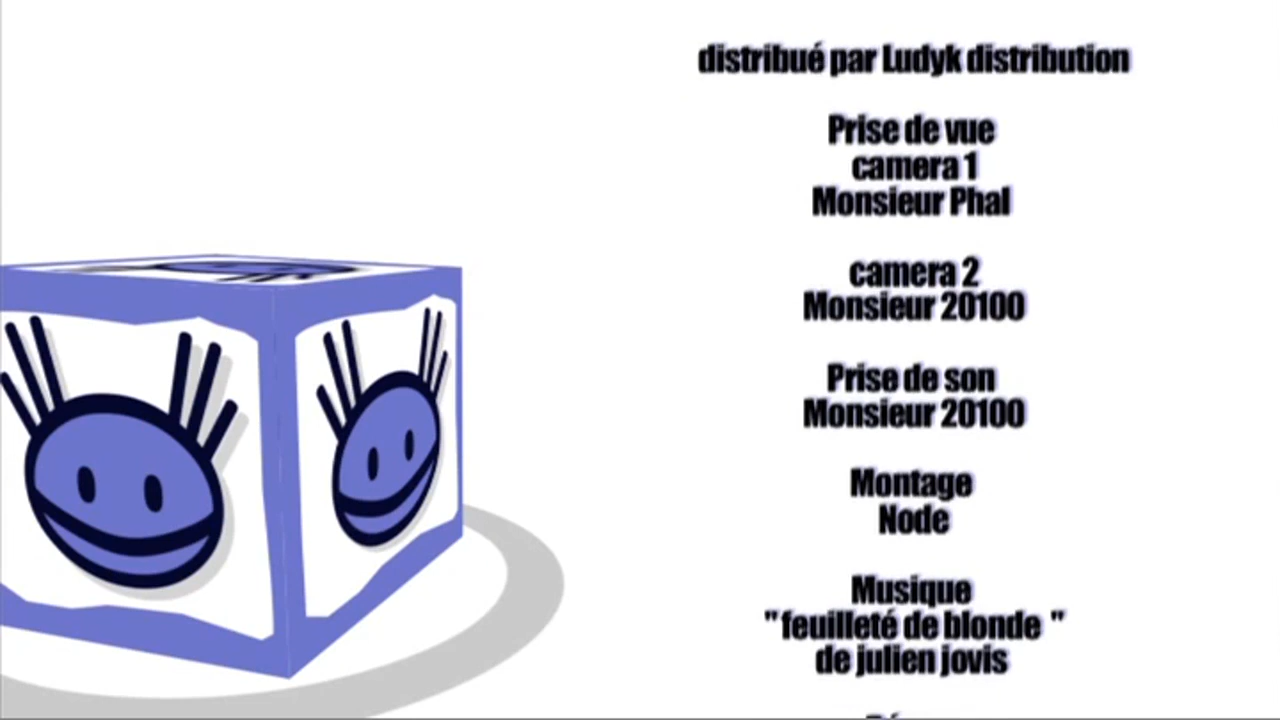 distribué par Ludyk distribution
Prise de vue
camera 1
Monsieur Phal
camera 2
Monsieur 20100
Prise de son
Monsieur 20100
Montage
Node
Musique
"feuilleté de blonde "
de julien jovis